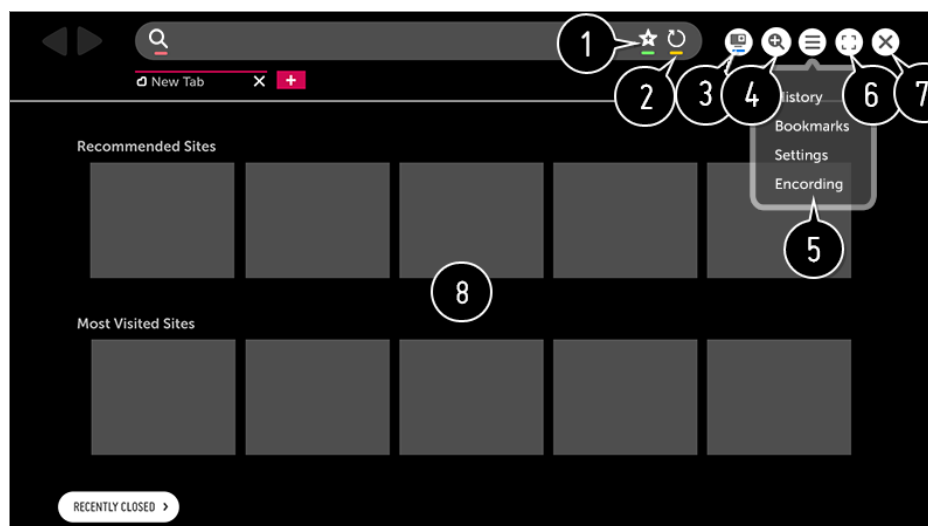 1
2
3
4
6
7
New Tab
History
Bookmarks
Settings
Encording
5
Recommended Sites
8
Most Visited Sites
RECENTLY CLOSED